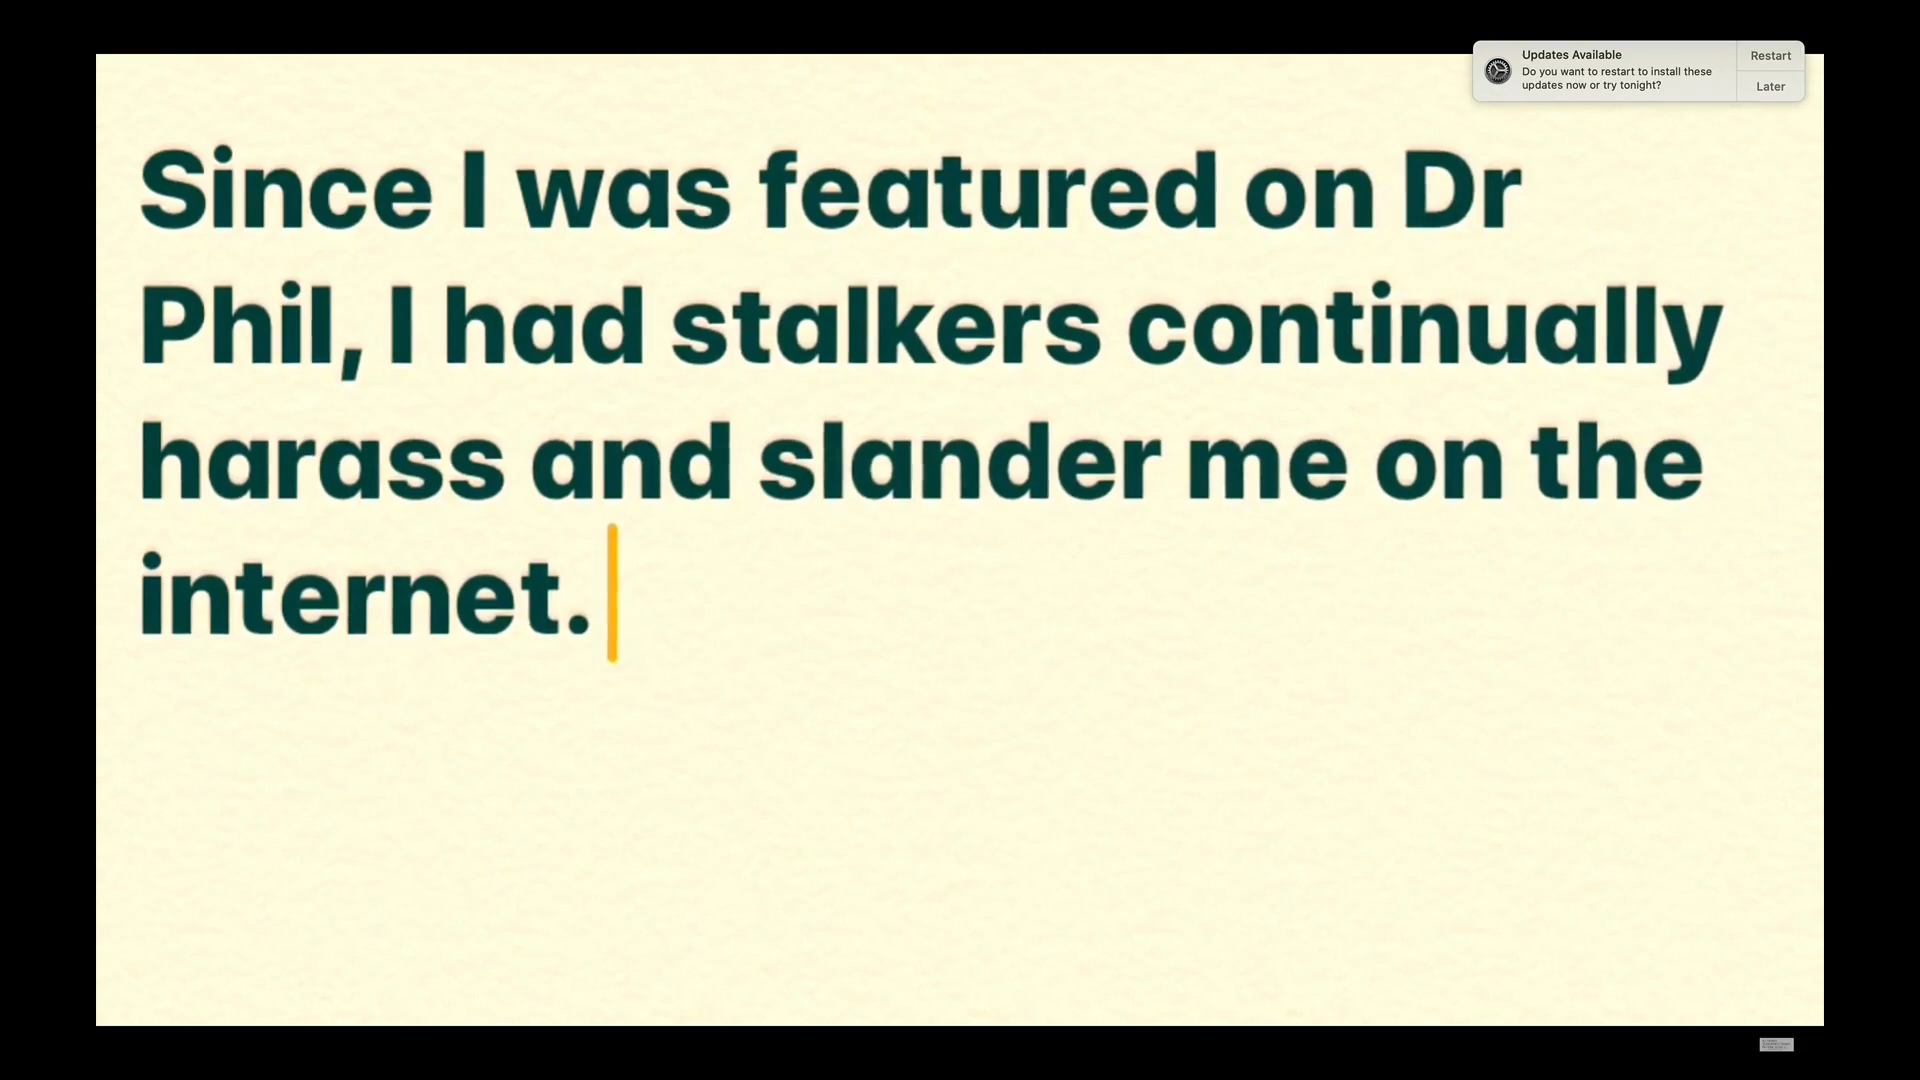 Updates Available
Do you want to restart to install these
updates now or try tonight?
Restart
Later
Since I was featured on Dr
Phil, I had stalkers continually
harass and slander me on the
internet.